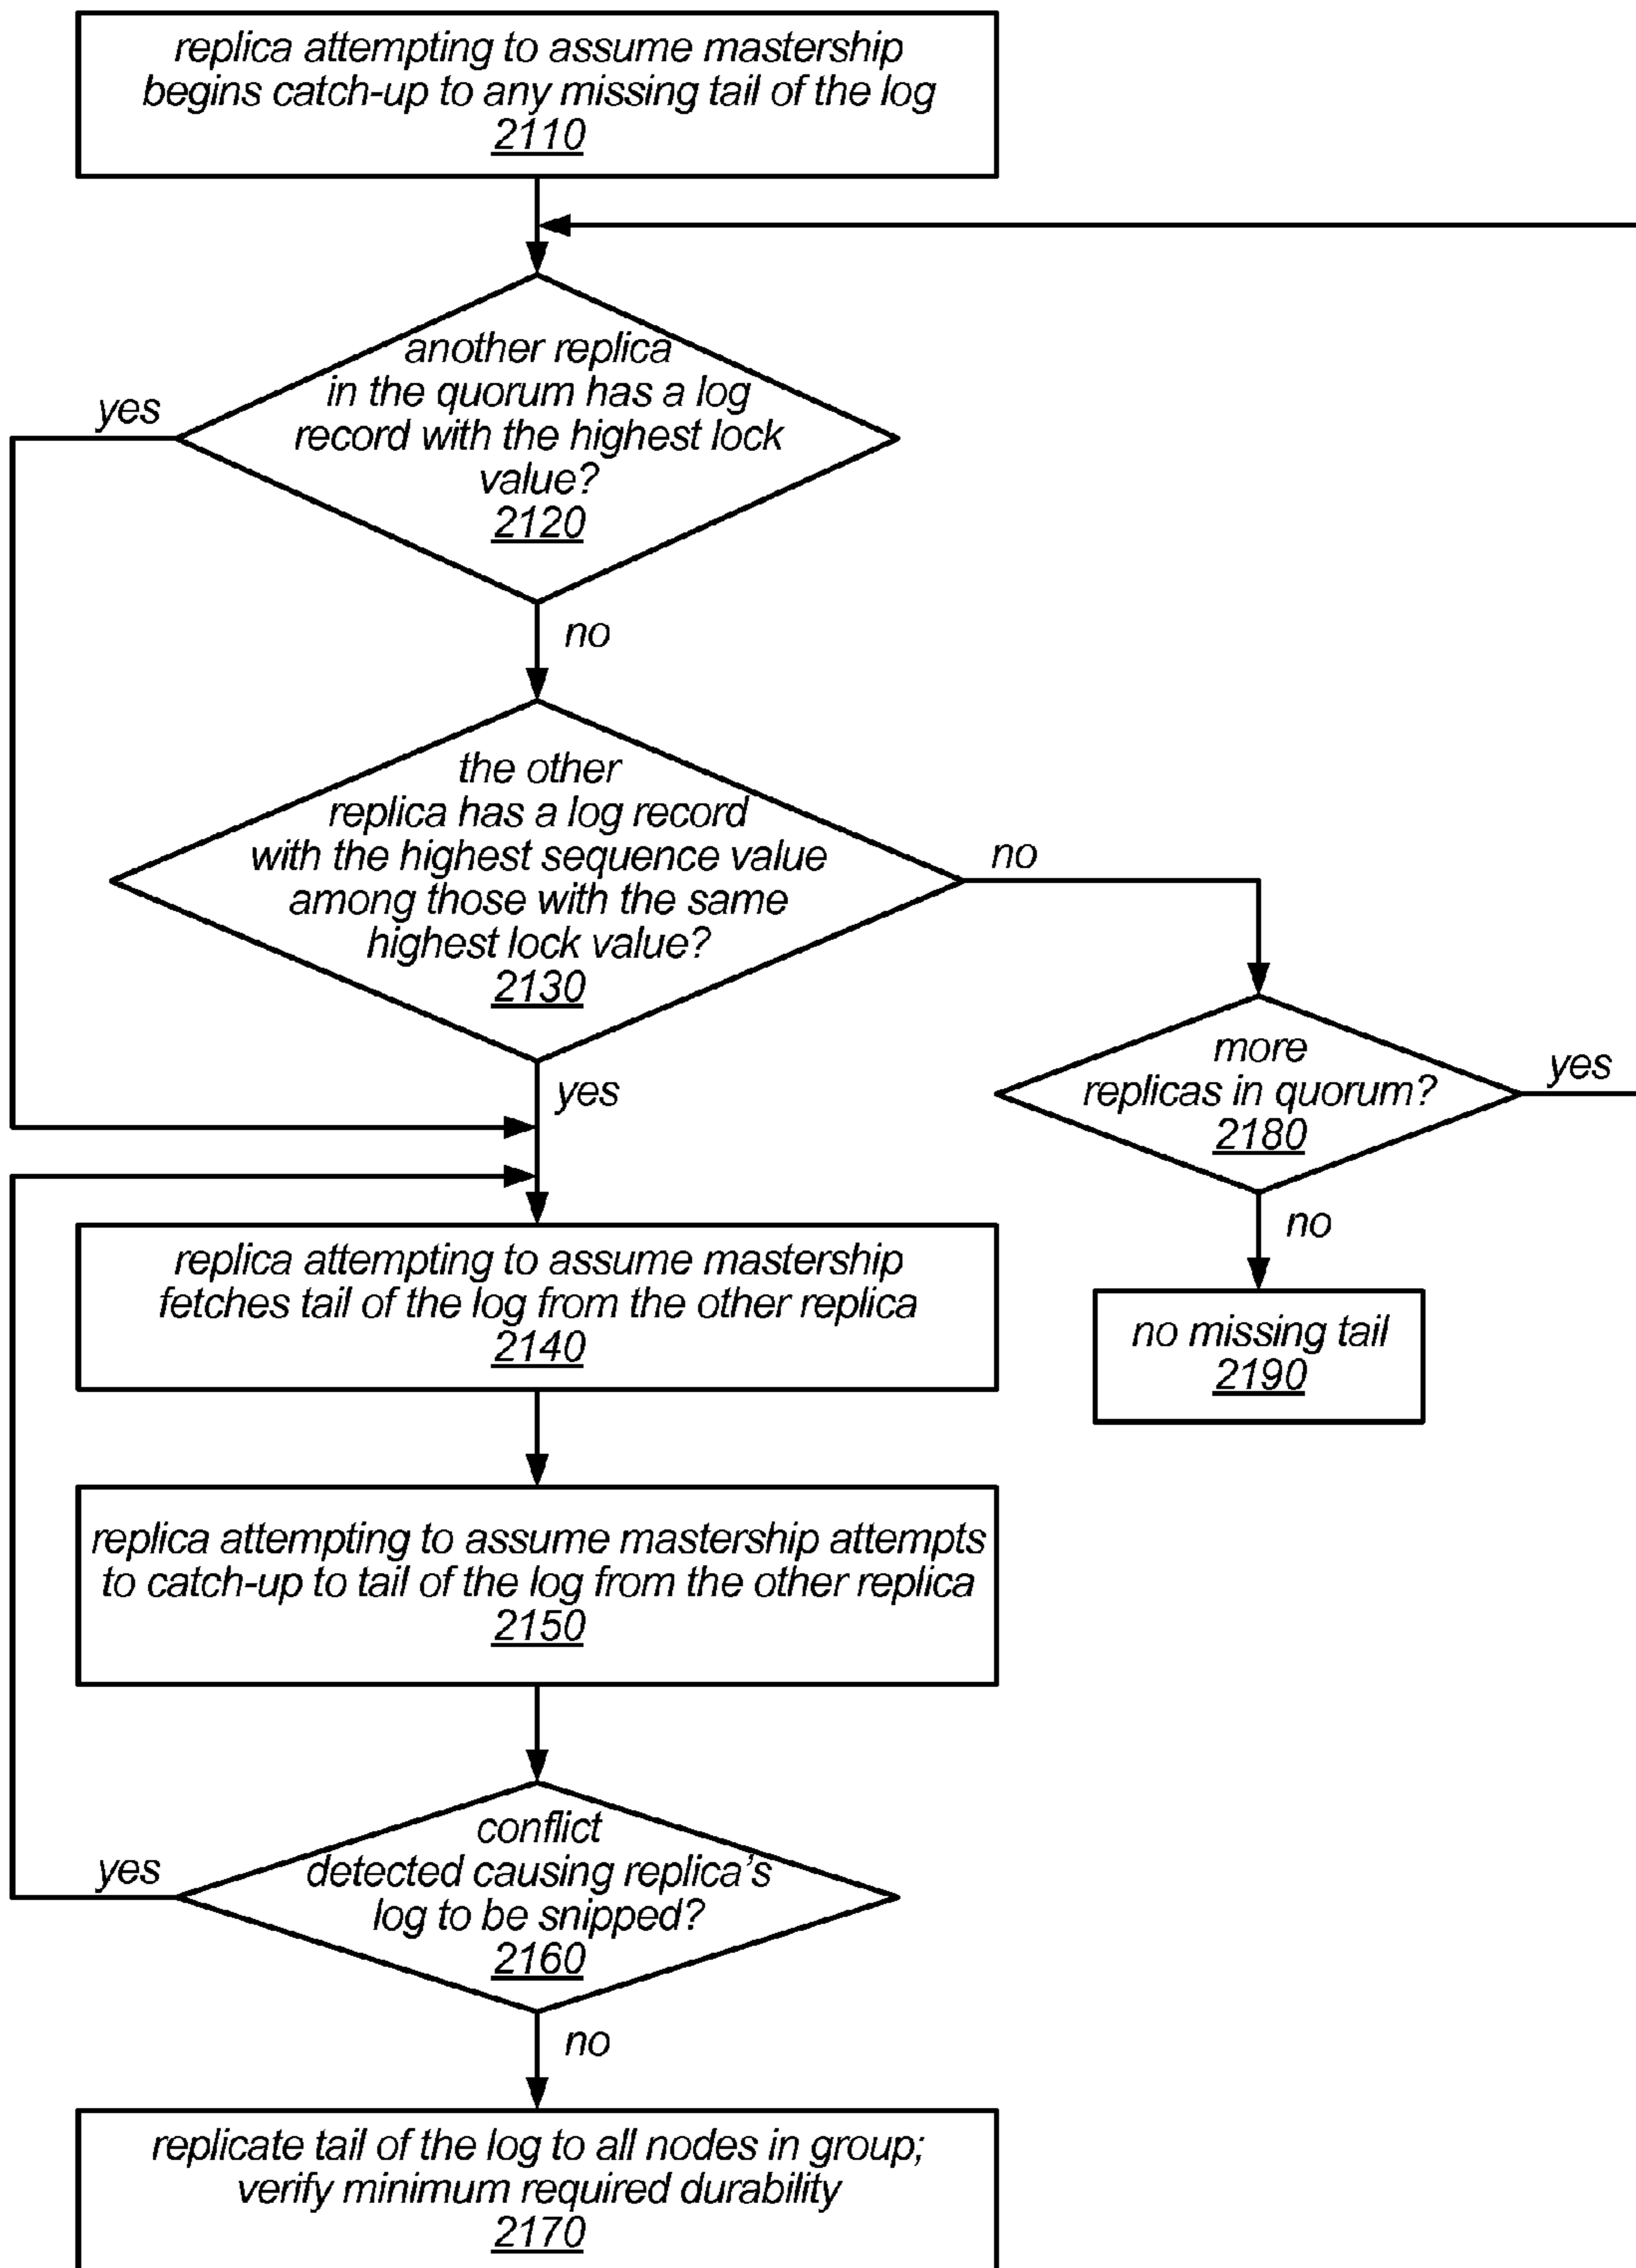 replica attempting to assume mastership
begins catch-up to any missing tail of the log
2110
another replica
in the quorum has a log
record with the highest lock
value?
2120
yes
no
the other
replica has a log record
with the highest sequence value
among those with the same
highest lock value?
2130
no
yes
more
replicas in quorum?
2180
yes
no
no missing tail
2190
replica attempting to assume mastership
fetches tail of the log from the other replica
2140
replica attempting to assume mastership attempts
to catch-up to tail of the log from the other replica
2150
conflict
detected causing replica's
log to be snipped?
2160
yes
no
replicate tail of the log to all nodes in group;
verify minimum required durability
2170